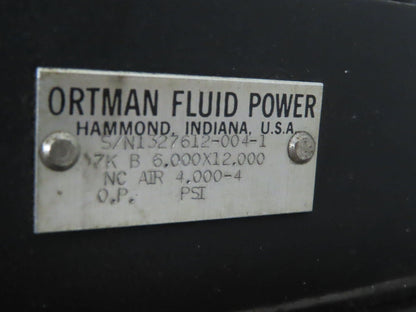 ORTMAN FLUID POWER
HAMMOND, INDIANA, U.S.A.
S/N1327612-004-1
7K B 6.000X12.000
NC AIR 4.000-4
O.P. PSI